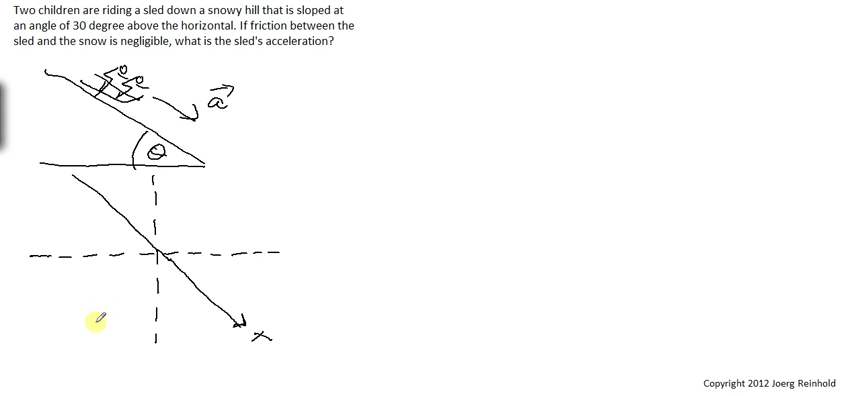 Two children are riding a sled down a snowy hill that is sloped at
an angle of 30 degree above the horizontal. If friction between the
sled and the snow is negligible, what is the sled's acceleration?
a⃗
θ
x
Copyright 2012 Joerg Reinhold